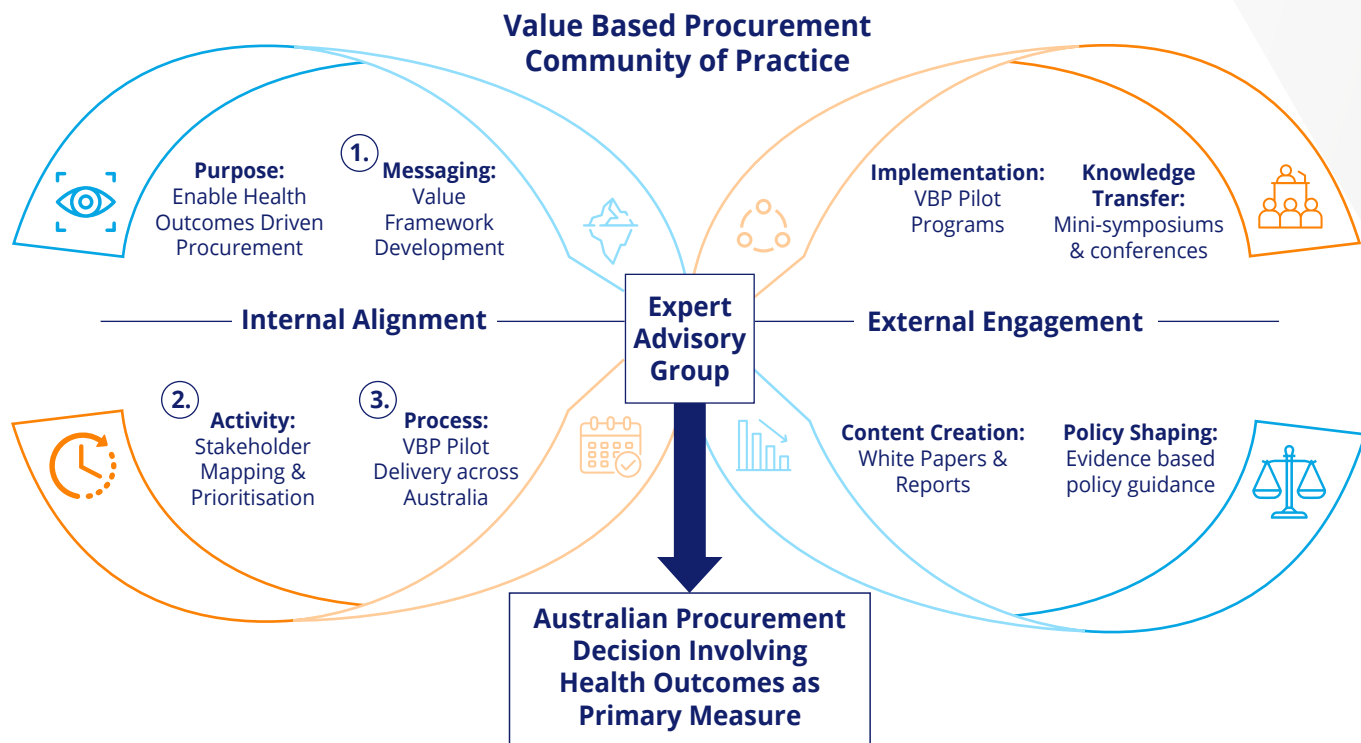 Value Based Procurement
Community of Practice
Purpose:
Enable Health
Outcomes Driven
Procurement
1.
Messaging:
Value
Framework
Development
Implementation:
VBP Pilot
Programs
Knowledge
Transfer:
Mini-symposiums
& conferences
Internal Alignment
Expert
Advisory
Group
External Engagement
2.
Activity:
Stakeholder
Mapping &
Prioritisation
3.
Process:
VBP Pilot
Delivery across
Australia
Content Creation:
White Papers &
Reports
Policy Shaping:
Evidence based
policy guidance
Australian Procurement
Decision Involving
Health Outcomes as
Primary Measure